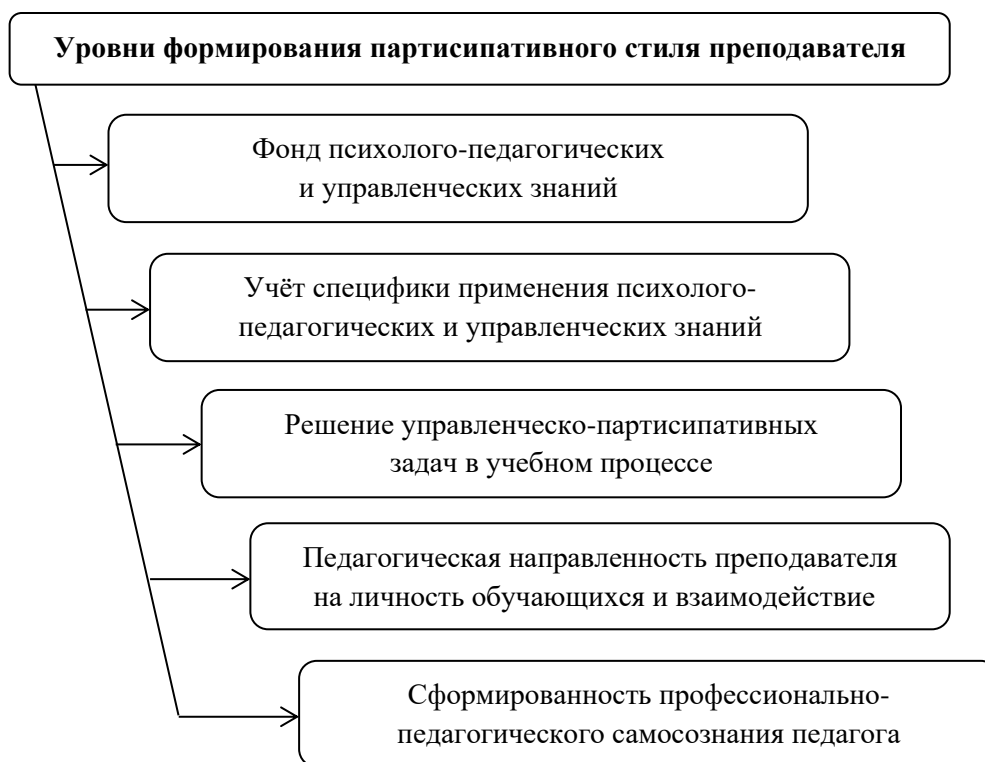 Уровни формирования партисипативного стиля преподавателя
Фонд психолого-педагогических
и управленческих знаний
Учёт специфики применения психолого-
педагогических и управленческих знаний
Решение управленческо-партисипативных
задач в учебном процессе
Педагогическая направленность преподавателя
на личность обучающихся и взаимодействие
Сформированность профессионально-
педагогического самосознания педагога